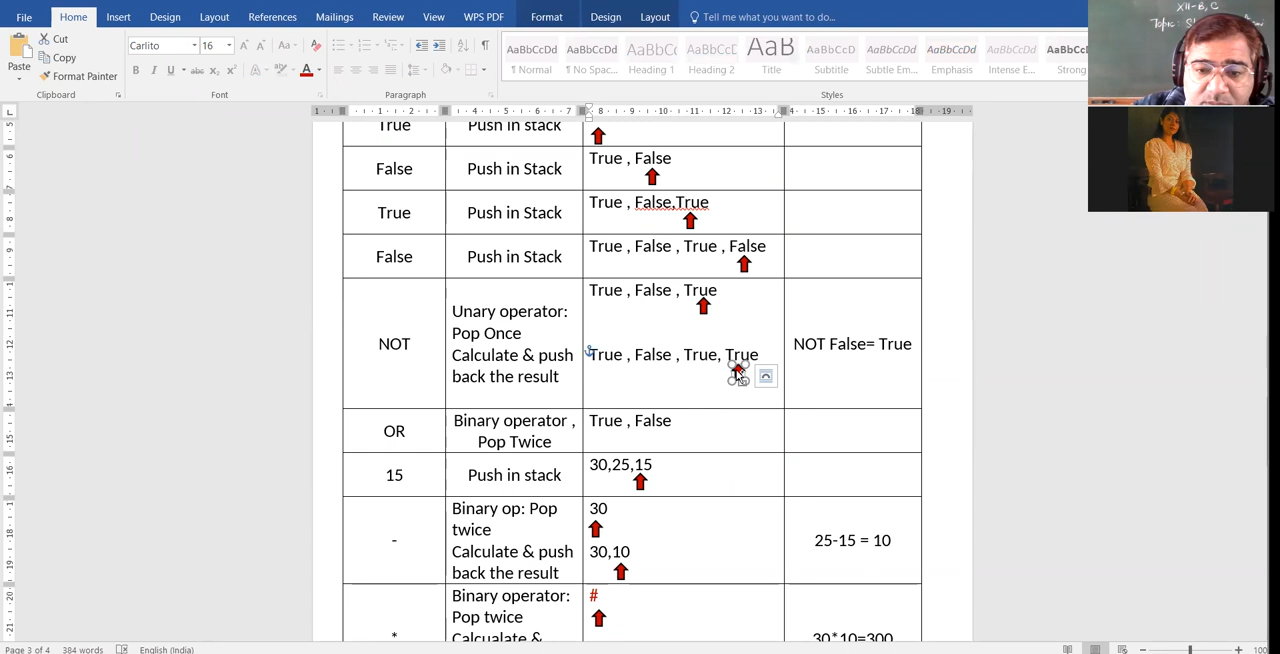 File Home Insert Design Layout References Mailings Review View WPS PDF Format Design Layout Tell me what you want to do...
Cut
Copy
Format Painter
Paste
Clipboard
Carlito 16
Font
Paragraph
AaBbCcDd AaBbCcDd AaBbC AaBbCcE AaB AaBbCcD AaBbCcDd AaBbCcDd AaBbCcDd AaBbCcD
¶ Normal ¶ No Spac... Heading 1 Heading 2 Title Subtitle Subtle Em... Emphasis Intense E... Strong
Styles
XII-B, C
True Push in stack
False Push in Stack True , False
True Push in Stack True , False,True
False Push in Stack True , False , True , False
NOT
Unary operator:
Pop Once
Calculate & push
back the result
True , False , True
True , False , True, True
NOT False= True
OR
Binary operator ,
Pop Twice
True , False
15 Push in stack 30,25,15
-
Binary op: Pop
twice
Calculate & push
back the result
30
30,10
25-15 = 10
*
Binary operator:
Pop twice
Calcualate &
#
30*10=300
Page 3 of 4 384 words English (India) 100